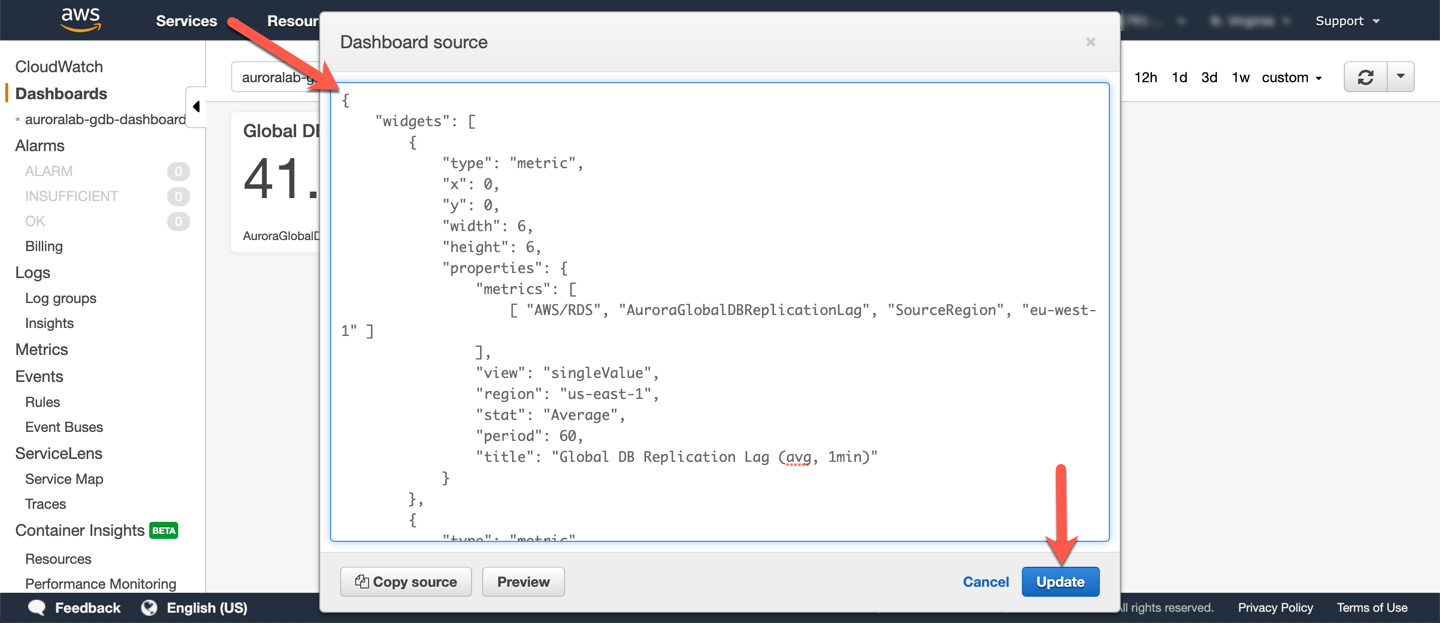 aws
Services
Resour
Support
CloudWatch
Dashboards
auroralab-gdb-dashboard
Alarms
ALARM 0
INSUFFICIENT 0
OK 0
Billing
Logs
Log groups
Insights
Metrics
Events
Rules
Event Buses
ServiceLens
Service Map
Traces
Container Insights BETA
Resources
Performance Monitoring
auroralab-g
12h 1d 3d 1w custom
Global D
41.
AuroraGlobalD
Dashboard source
×
{
    "widgets": [
        {
            "type": "metric",
            "x": 0,
            "y": 0,
            "width": 6,
            "height": 6,
            "properties": {
                "metrics": [
                    [ "AWS/RDS", "AuroraGlobalDBReplicationLag", "SourceRegion", "eu-west-
1" ]
                ],
                "view": "singleValue",
                "region": "us-east-1",
                "stat": "Average",
                "period": 60,
                "title": "Global DB Replication Lag (avg, 1min)"
            }
        },
        {
            "type": "metric"
Copy source
Preview
Cancel
Update
Feedback
English (US)
ll rights reserved.
Privacy Policy
Terms of Use